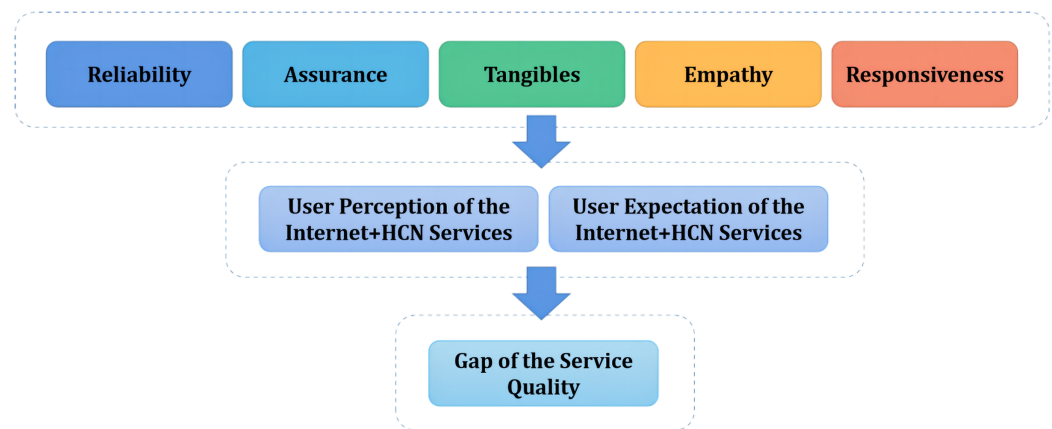 Reliability
Assurance
Tangibles
Empathy
Responsiveness
User Perception of the
Internet+HCN Services
User Expectation of the
Internet+HCN Services
Gap of the Service
Quality